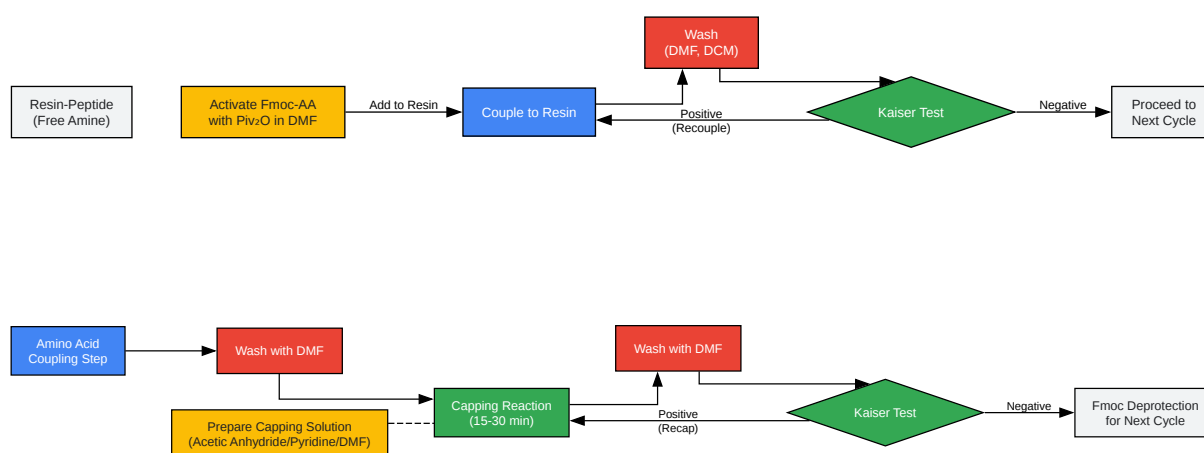 Resin-Peptide
(Free Amine)
Activate Fmoc-AA
with Piv₂O in DMF
Add to Resin
Couple to Resin
Wash
(DMF, DCM)
Positive
(Recouple)
Kaiser Test
Negative
Proceed to
Next Cycle
Amino Acid
Coupling Step
Wash with DMF
Prepare Capping Solution
(Acetic Anhydride/Pyridine/DMF)
Capping Reaction
(15-30 min)
Wash with DMF
Positive
(Recap)
Kaiser Test
Negative
Fmoc Deprotection
for Next Cycle